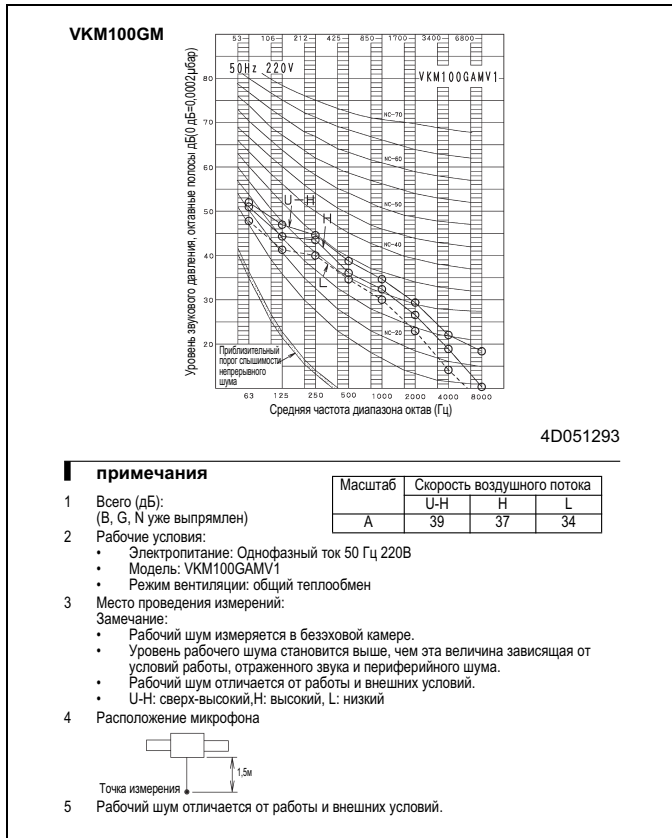 VKM100GM
53 106 212 425 850 1700 3400 6800
50Hz 220V
VKM100GAMV1
Уровень звукового давления, октавные полосы дБ(0 дБ=0,0002μбар)
80
70
60
50
40
30
20
NC-70
NC-60
NC-50
NC-40
NC-20
U-H
H
L
Приблизительный
порог слышимости
непрерывного
шума
63 125 250 500 1000 2000 4000 8000
Средняя частота диапазона октав (Гц)
4D051293
примечания
1 Всего (дБ):
(B, G, N уже выпрямлен)
Масштаб Скорость воздушного потока
U-H H L
A 39 37 34
2 Рабочие условия:
• Электропитание: Однофазный ток 50 Гц 220В
• Модель: VKM100GAMV1
• Режим вентиляции: общий теплообмен
3 Место проведения измерений:
Замечание:
• Рабочий шум измеряется в безэховой камере.
• Уровень рабочего шума становится выше, чем эта величина зависящая от
условий работы, отраженного звука и периферийного шума.
• Рабочий шум отличается от работы и внешних условий.
• U-H: сверх-высокий,H: высокий, L: низкий
4 Расположение микрофона
1,5м
Точка измерения
5 Рабочий шум отличается от работы и внешних условий.